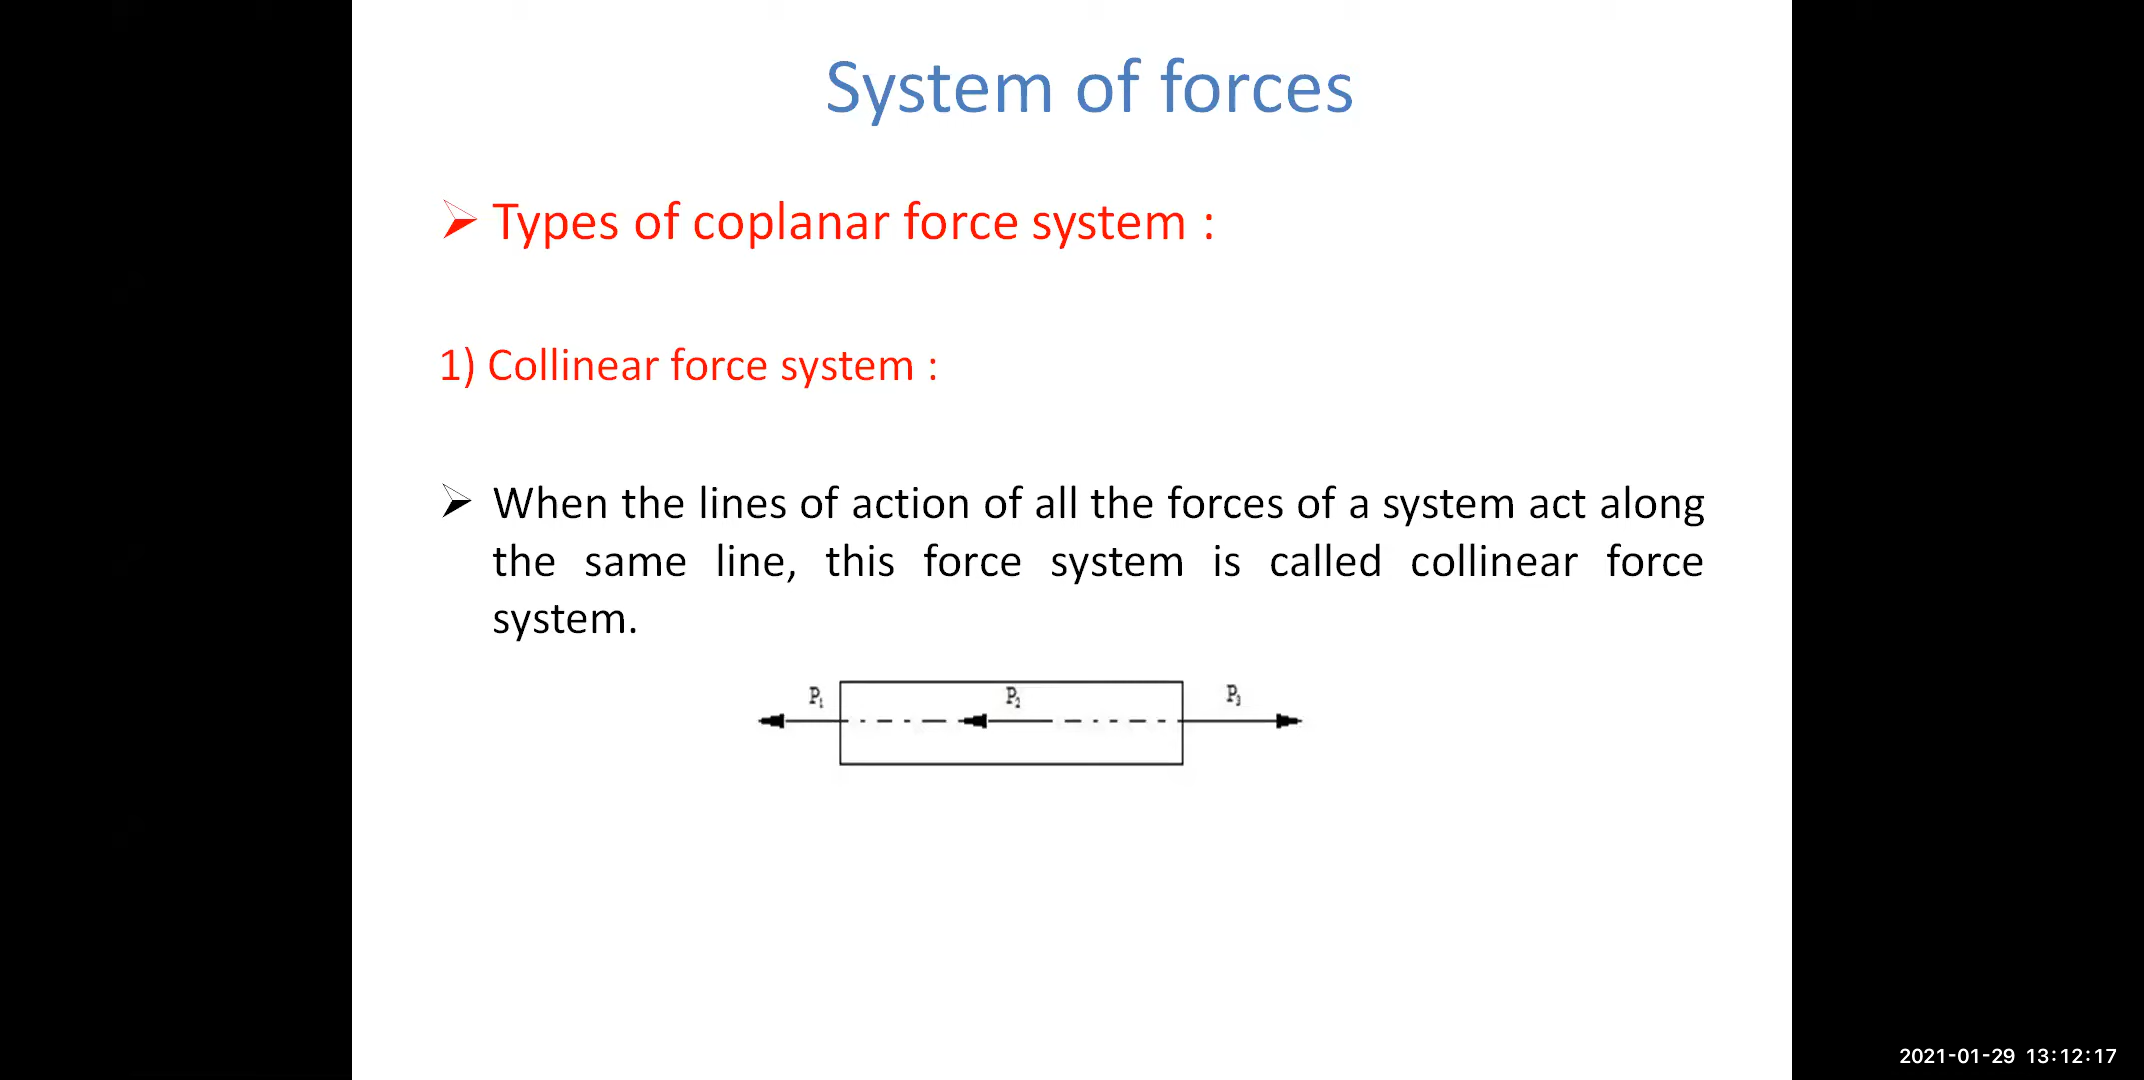 System of forces
Types of coplanar force system :
1) Collinear force system :
When the lines of action of all the forces of a system act along
the same line, this force system is called collinear force
system.
P₁ P₂ P₃
2021-01-29 13:12:17